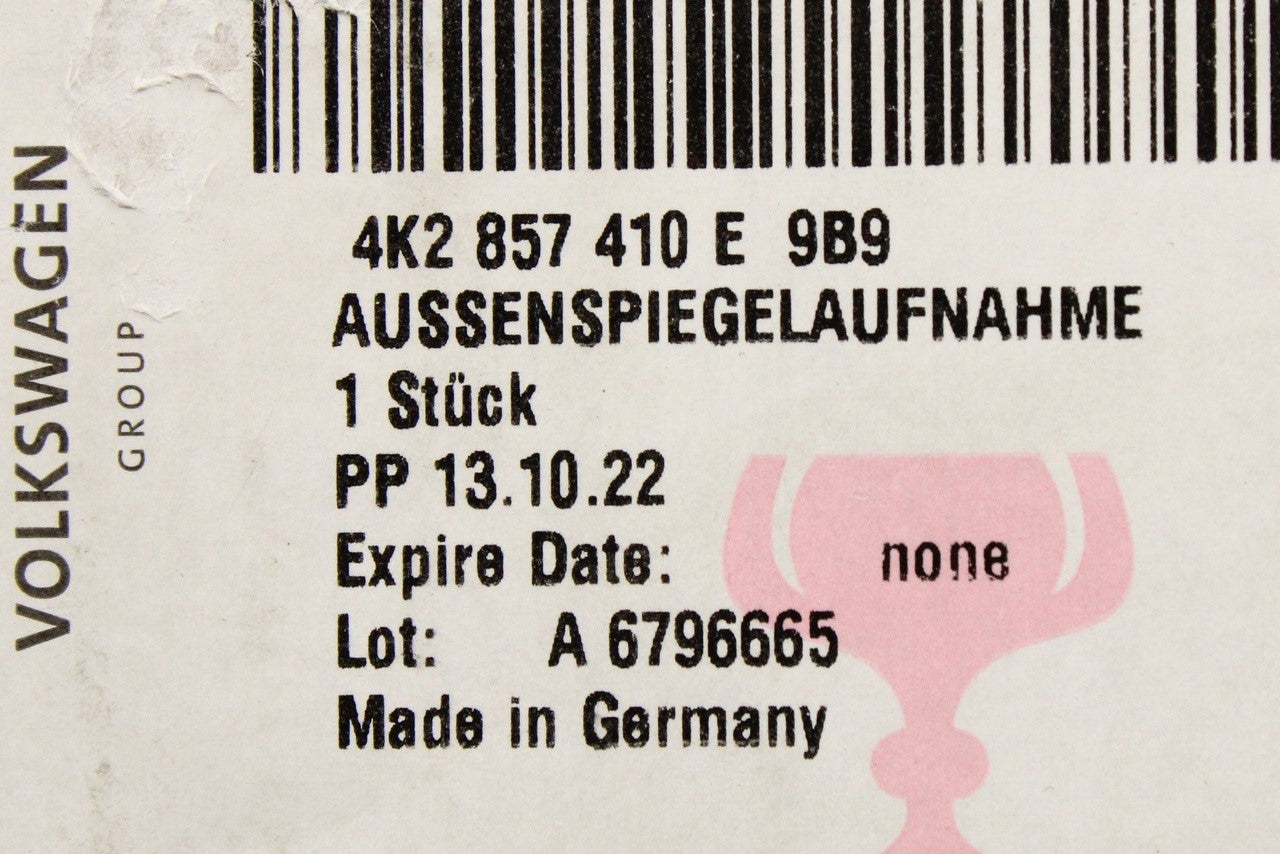 VOLKSWAGEN
GROUP
4K2 857 410 E 9B9
AUSSENSPIEGELAUFNAHME
1 Stück
PP 13.10.22
Expire Date: none
Lot: A 6796665
Made in Germany